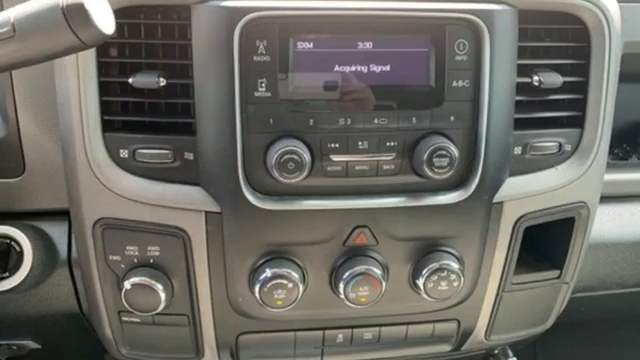 SXM 3:30
Acquiring Signal
RADIO
INFO
MEDIA
A-B-C
1 2 3 4 5 6
AUDIO MENU BACK
4WD LOCK 4WD LOW
2WD